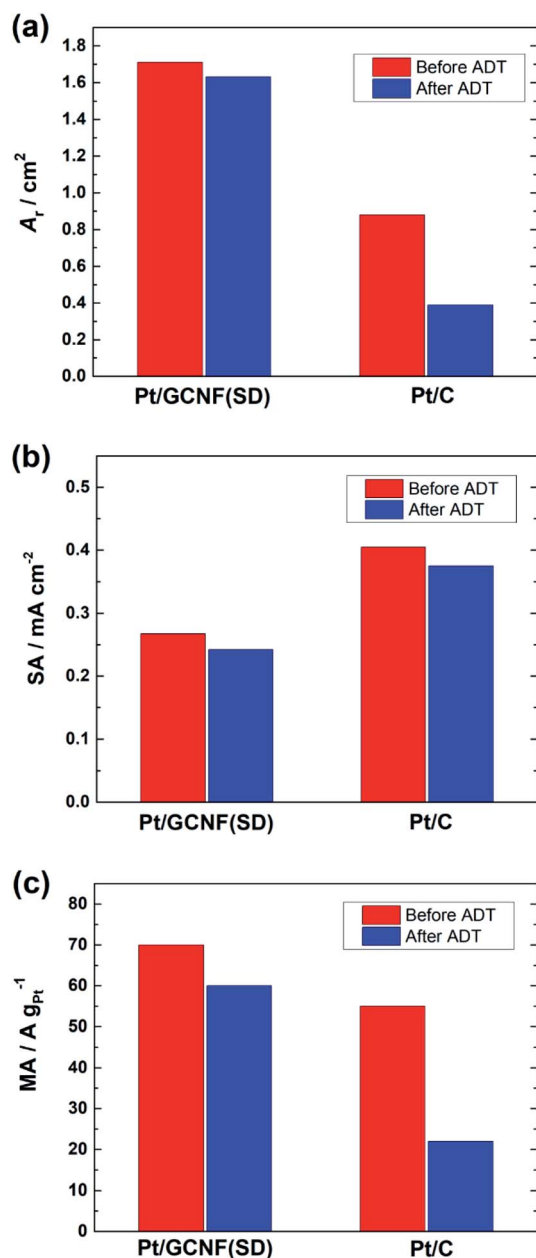 (a)
A_r / cm²
1.8
1.6
1.4
1.2
1.0
0.8
0.6
0.4
0.2
0.0
Before ADT
After ADT
Pt/GCNF(SD) Pt/C
(b)
SA / mA cm⁻²
0.5
0.4
0.3
0.2
0.1
0.0
Before ADT
After ADT
Pt/GCNF(SD) Pt/C
(c)
MA / A g_Pt⁻¹
80
70
60
50
40
30
20
10
0
Before ADT
After ADT
Pt/GCNF(SD) Pt/C